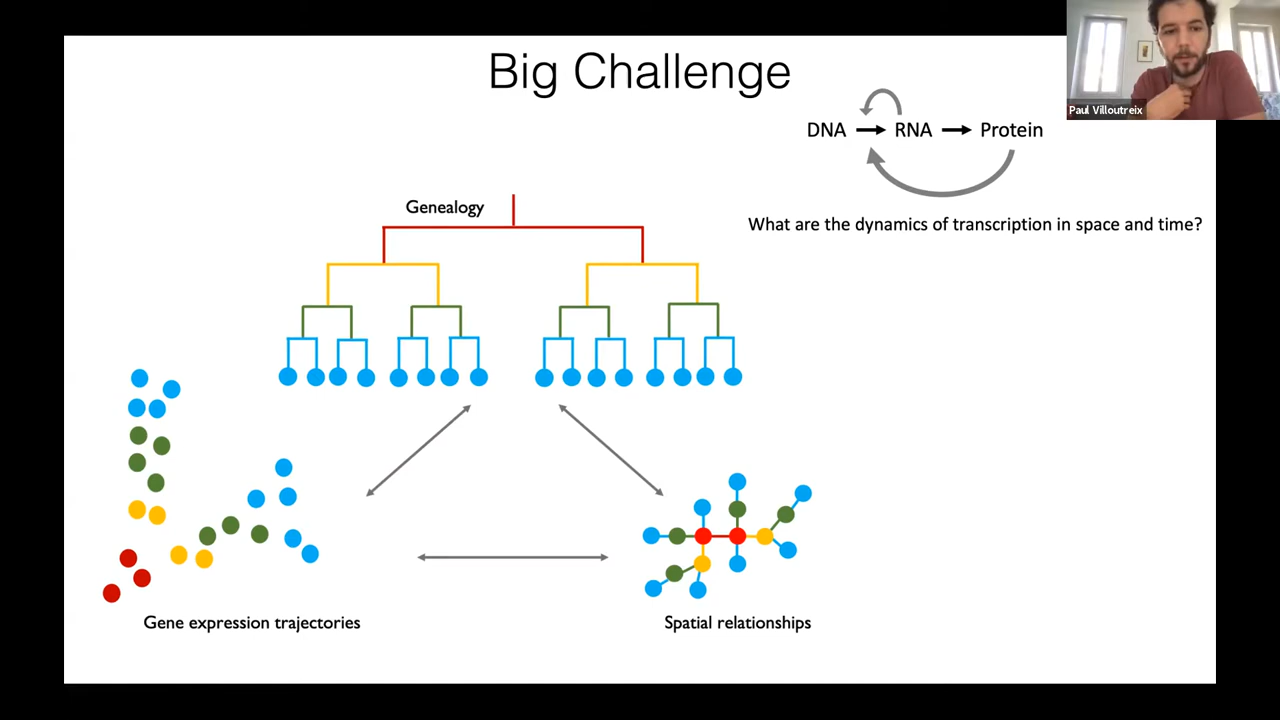 Big Challenge
Paul Villoutreix
DNA RNA Protein
What are the dynamics of transcription in space and time?
Genealogy
Gene expression trajectories
Spatial relationships